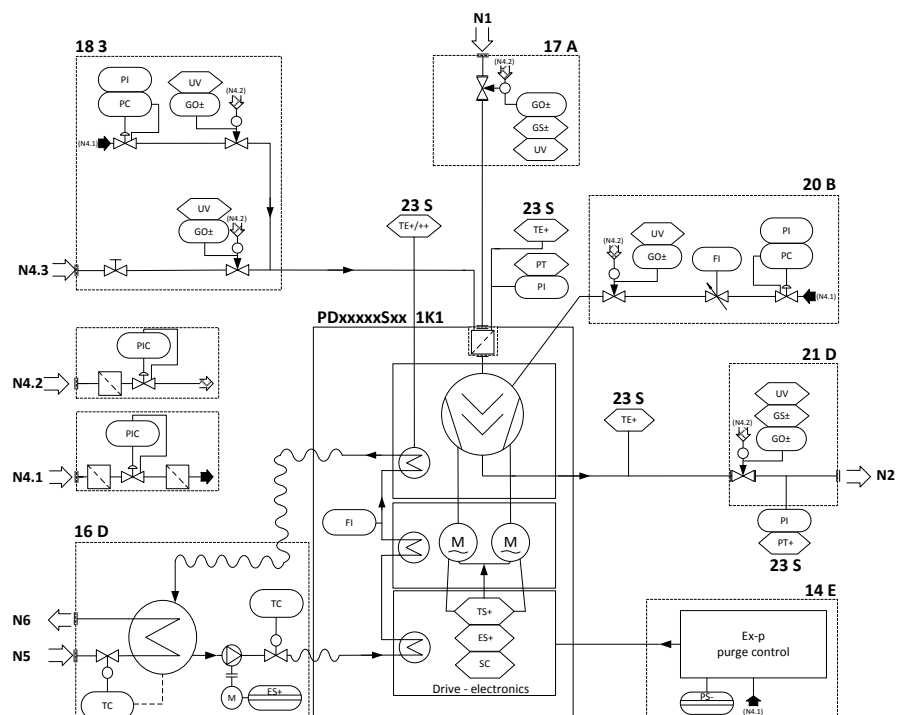 N1
18 3
17 A
PI
PC
UV
GO±
(N4.2)
(N4.2)
GO±
GS±
UV
(N4.1)
20 B
UV
GO±
(N4.2)
23 S
TE+/++
23 S
TE+
PT
PI
(N4.2)
UV
GO±
FI
PI
PC
(N4.1)
N4.3
PDxxxxxSxx 1K1
PIC
N4.2
21 D
UV
GS±
GO±
(N4.2)
23 S
TE+
PIC
N4.1
N2
FI
M
M
PI
PT+
23 S
16 D
14 E
TC
N6
N5
TS+
ES+
SC
Drive - electronics
Ex-p
purge control
TC
M
ES+
PS-
(N4.1)